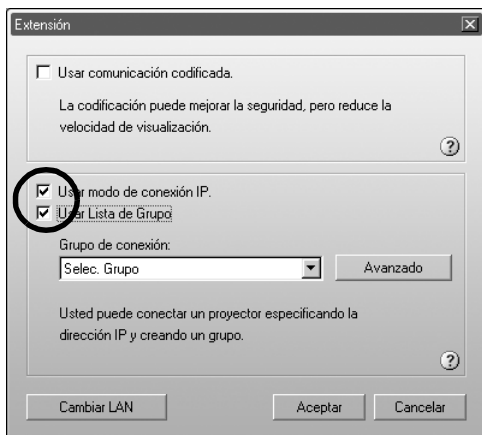 Extensión
Usar comunicación codificada.
La codificación puede mejorar la seguridad, pero reduce la
velocidad de visualización.
?
Usar modo de conexión IP.
Usar Lista de Grupo
Grupo de conexión:
Selec. Grupo
Avanzado
Usted puede conectar un proyector especificando la
dirección IP y creando un grupo.
?
Cambiar LAN
Aceptar
Cancelar